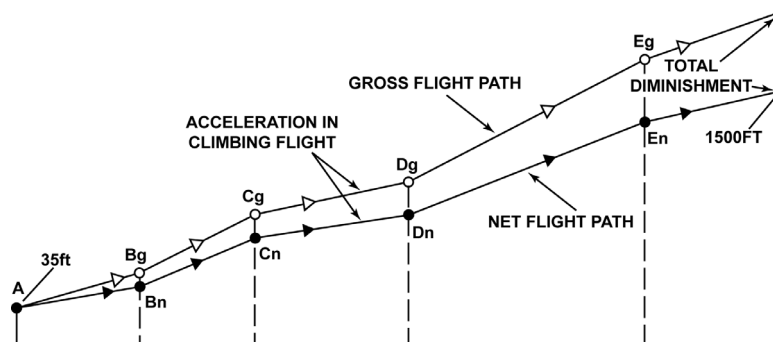 Eg
TOTAL
DIMINISHMENT
GROSS FLIGHT PATH
ACCELERATION IN
CLIMBING FLIGHT
En
1500FT
Dg
Cg
Dn
NET FLIGHT PATH
Cn
35ft
Bg
A
Bn